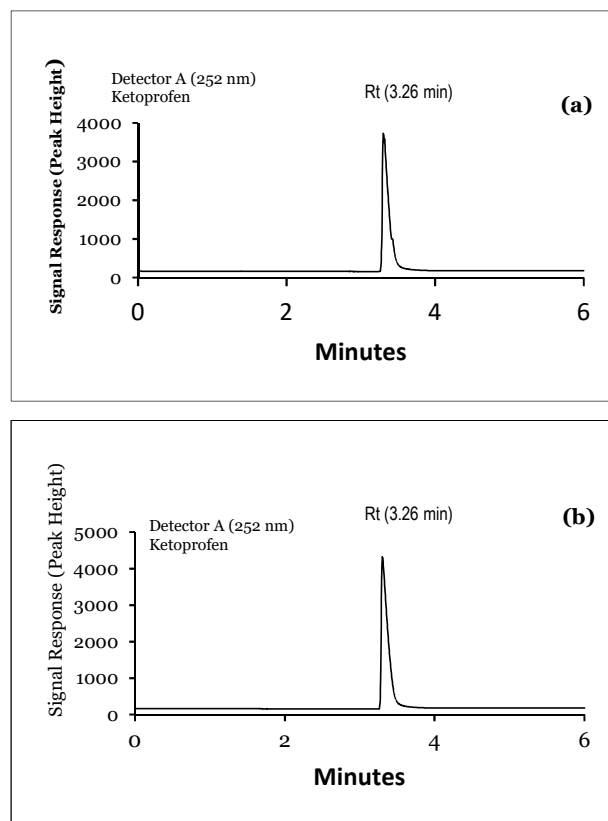 Detector A (252 nm)
Ketoprofen
Rt (3.26 min)
(a)
Signal Response (Peak Height)
4000
3000
2000
1000
0
0 2 4 6
Minutes
Detector A (252 nm)
Ketoprofen
Rt (3.26 min)
(b)
Signal Response (Peak Height)
5000
4000
3000
2000
1000
0
0 2 4 6
Minutes